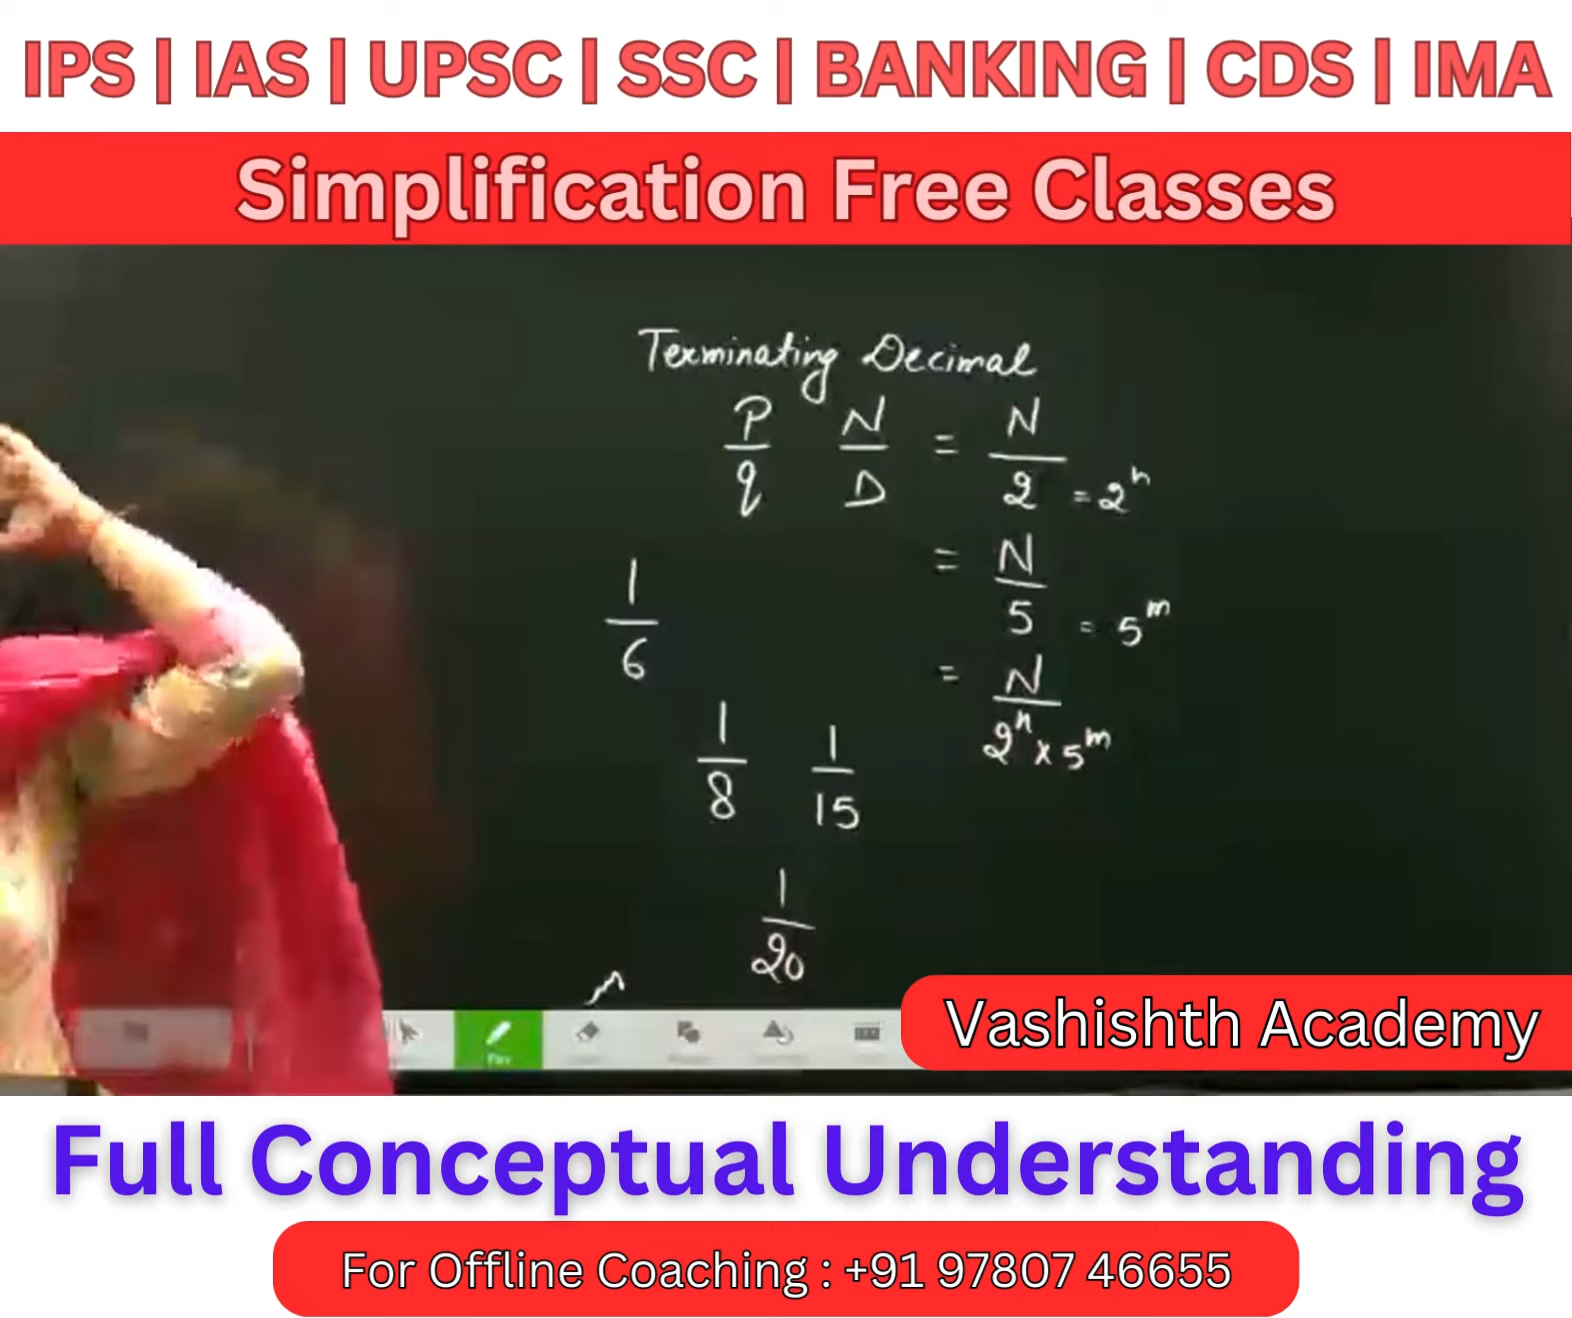 IPS | IAS | UPSC | SSC | BANKING | CDS | IMA
Simplification Free Classes
Terminating Decimal
P/q N/D = N/2 = 2^n
= N/5 = 5^m
1/6
= N/(2^n x 5^m)
1/8 1/15
1/20
Vashishth Academy
Full Conceptual Understanding
For Offline Coaching : +91 97807 46655